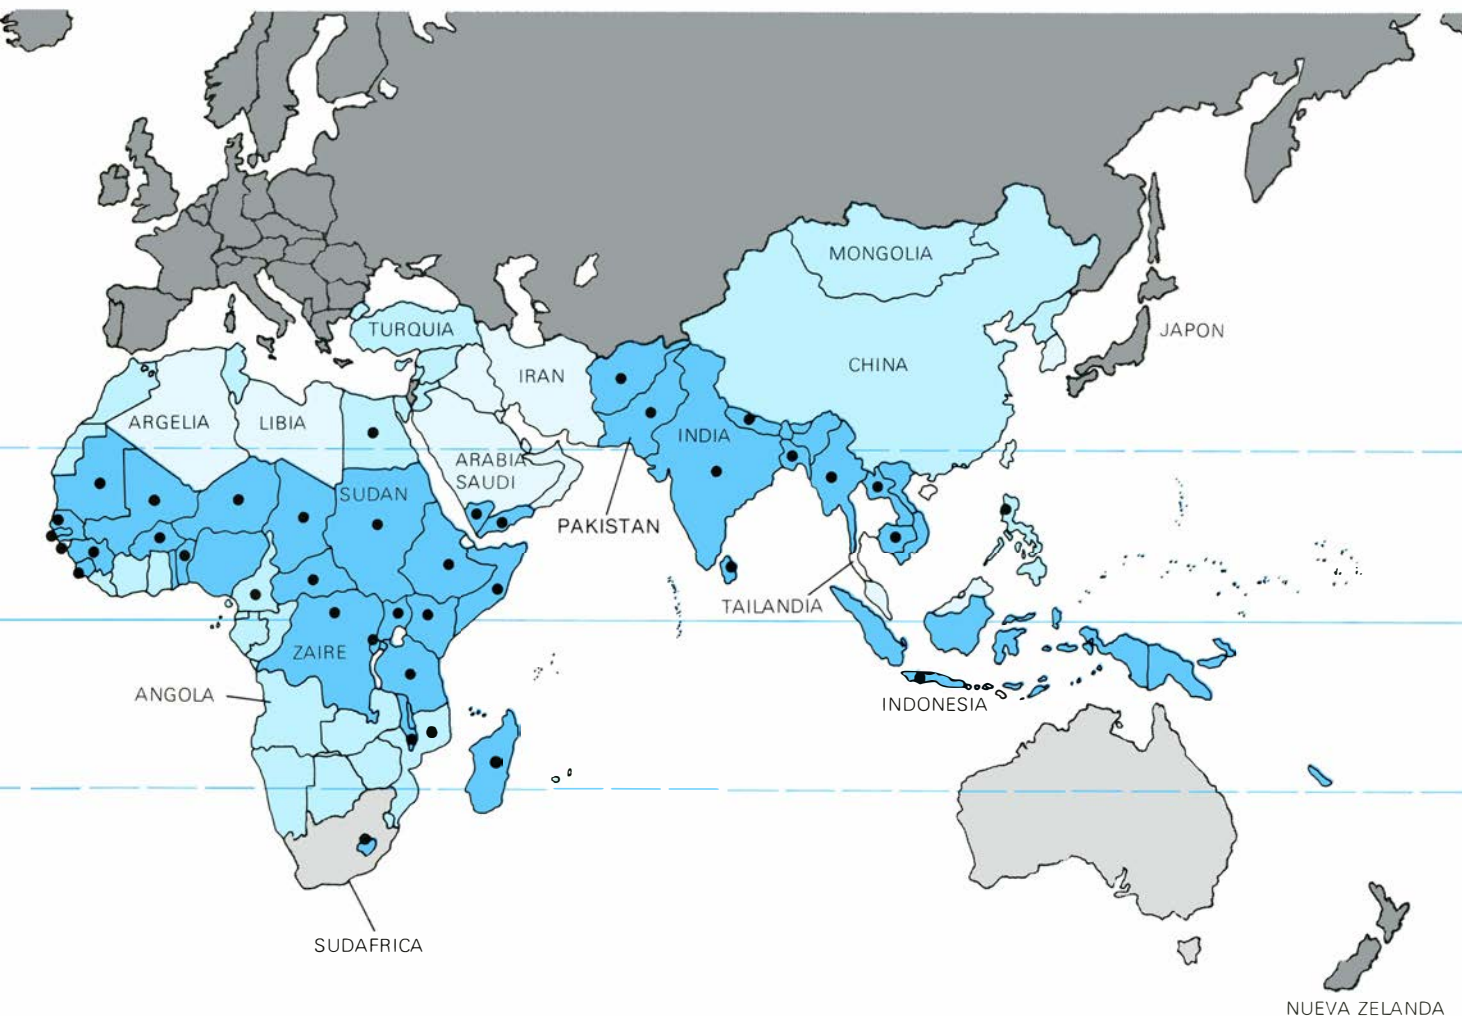 MONGOLIA
TURQUIA
JAPON
CHINA
IRAN
ARGELIA
LIBIA
INDIA
ARABIA
SAUDI
SUDAN
PAKISTAN
TAILANDIA
ZAIRE
ANGOLA
INDONESIA
SUDAFRICA
NUEVA ZELANDA